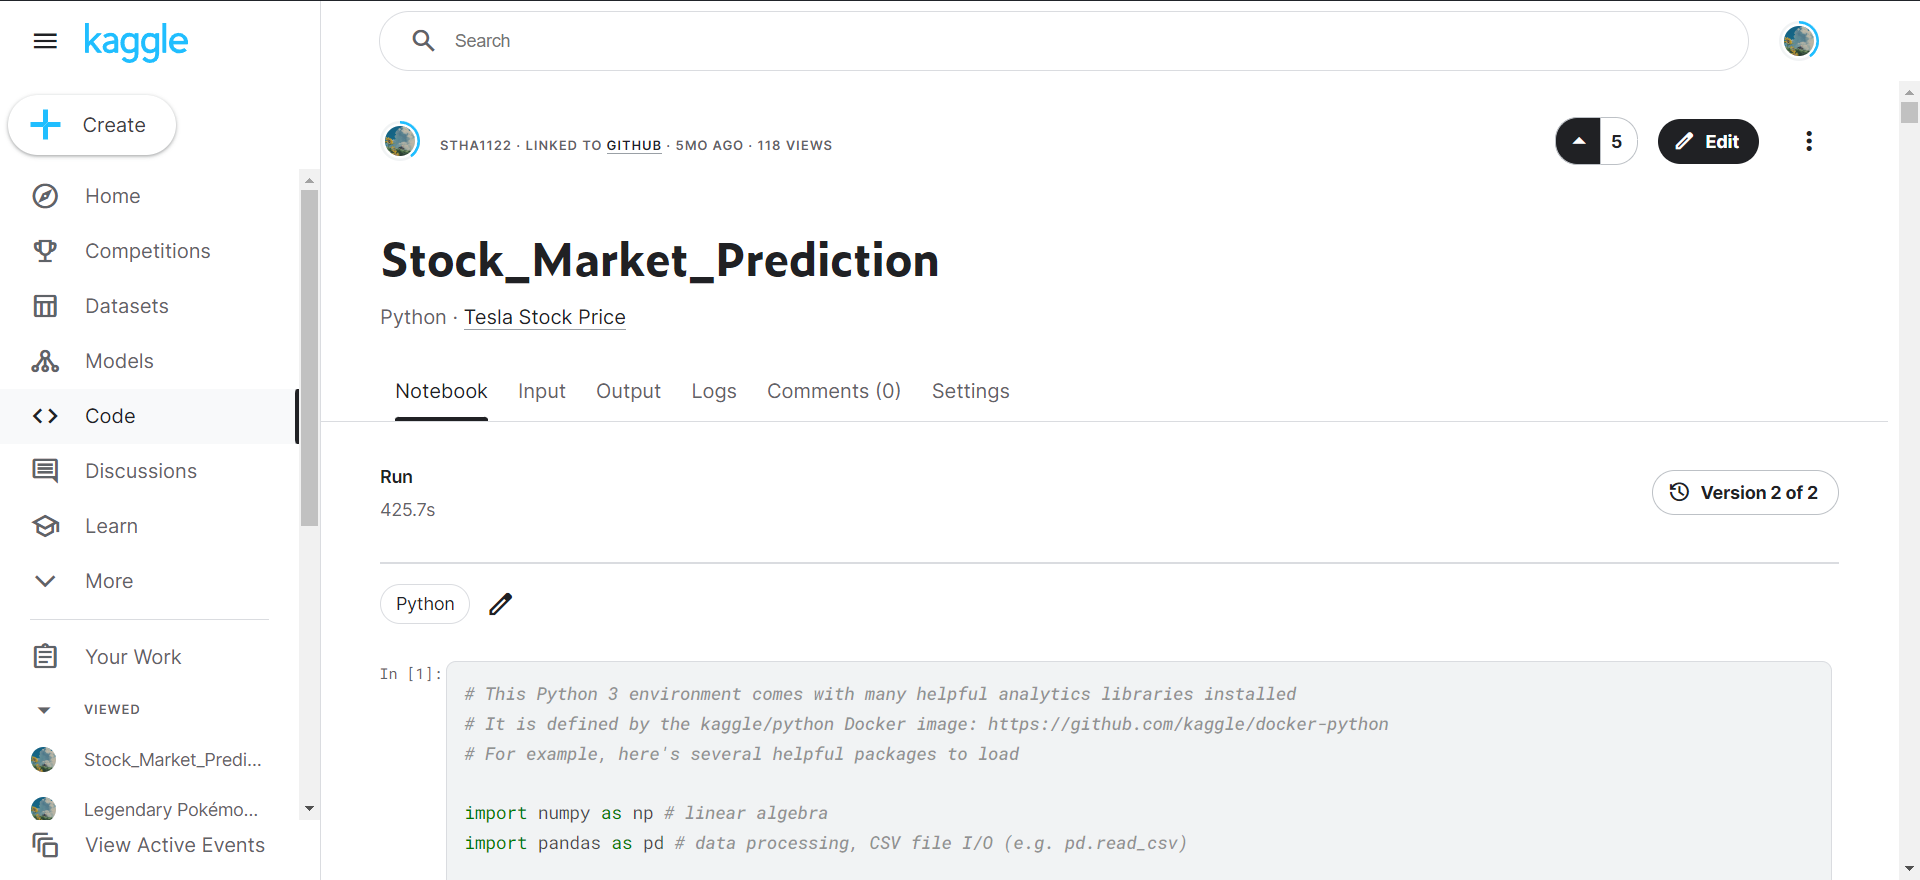 kaggle
Search
Create
Home
Competitions
Datasets
Models
Code
Discussions
Learn
More
Your Work
VIEWED
Stock_Market_Predi...
Legendary Pokémo...
View Active Events
STHA1122 · LINKED TO GITHUB · 5MO AGO · 118 VIEWS
5
Edit
Stock_Market_Prediction
Python · Tesla Stock Price
Notebook Input Output Logs Comments (0) Settings
Run
425.7s
Version 2 of 2
Python
In [1]:
# This Python 3 environment comes with many helpful analytics libraries installed
# It is defined by the kaggle/python Docker image: https://github.com/kaggle/docker-python
# For example, here's several helpful packages to load
import numpy as np # linear algebra
import pandas as pd # data processing, CSV file I/O (e.g. pd.read_csv)